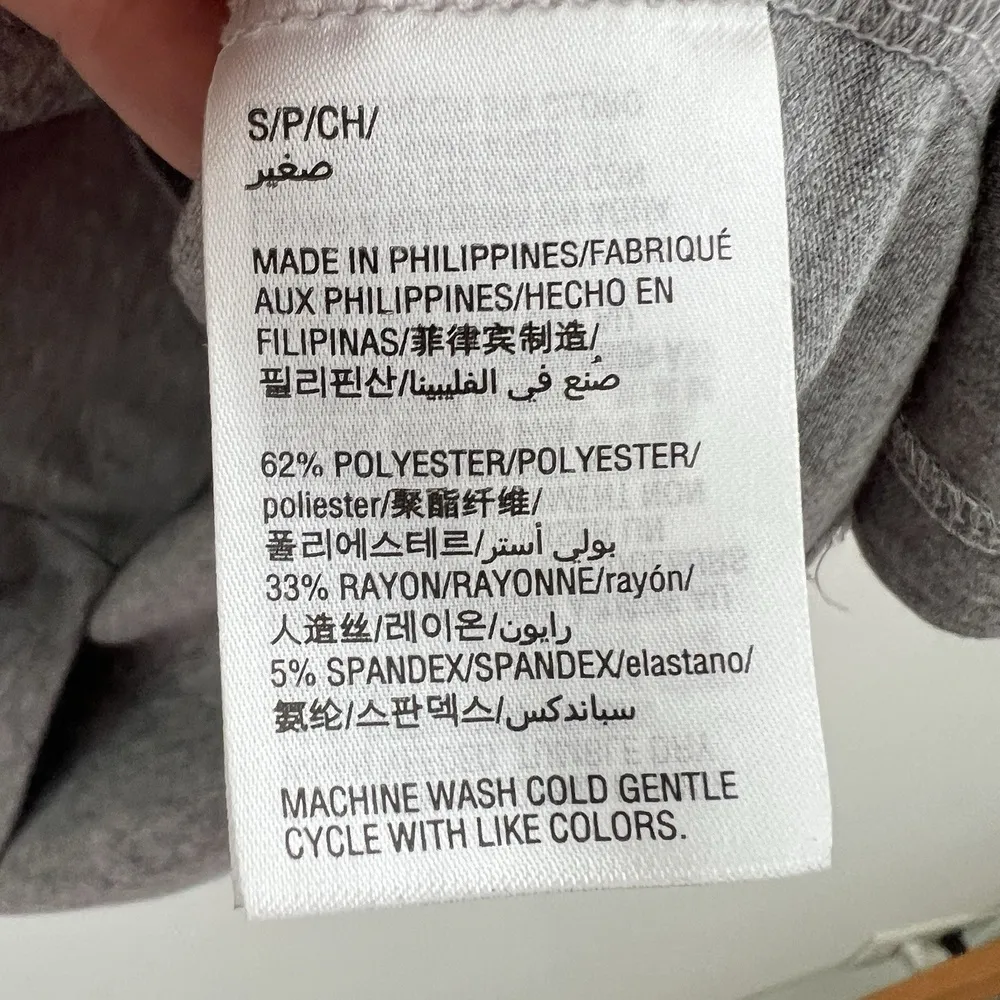 S/P/CH/
صغير
MADE IN PHILIPPINES/FABRIQUÉ
AUX PHILIPPINES/HECHO EN
FILIPINAS/菲律宾制造/
필리핀산/صُنع في الفليبينا
62% POLYESTER/POLYESTER/
poliester/聚酯纤维/
폴리에스테르/بولي أستر
33% RAYON/RAYONNE/rayón/
人造丝/레이온/رايون
5% SPANDEX/SPANDEX/elastano/
氨纶/스판덱스/سباندكس
MACHINE WASH COLD GENTLE
CYCLE WITH LIKE COLORS.